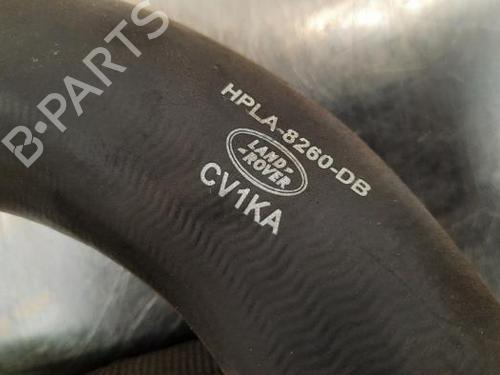 B-PARTS
HPLA-8260-DB
LAND-
ROVER
CV1KA